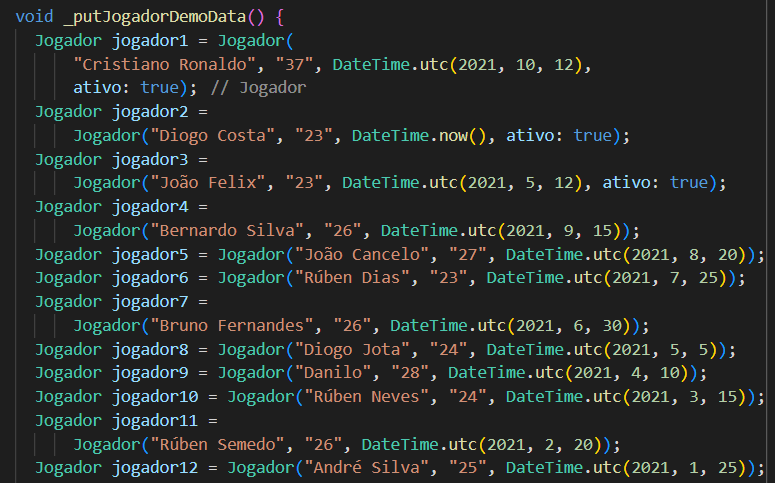 void _putJogadorDemoData() {
Jogador jogador1 = Jogador(
"Cristiano Ronaldo", "37", DateTime.utc(2021, 10, 12),
ativo: true); // Jogador
Jogador jogador2 =
Jogador("Diogo Costa", "23", DateTime.now(), ativo: true);
Jogador jogador3 =
Jogador("João Felix", "23", DateTime.utc(2021, 5, 12), ativo: true);
Jogador jogador4 =
Jogador("Bernardo Silva", "26", DateTime.utc(2021, 9, 15));
Jogador jogador5 = Jogador("João Cancelo", "27", DateTime.utc(2021, 8, 20));
Jogador jogador6 = Jogador("Rúben Dias", "23", DateTime.utc(2021, 7, 25));
Jogador jogador7 =
Jogador("Bruno Fernandes", "26", DateTime.utc(2021, 6, 30));
Jogador jogador8 = Jogador("Diogo Jota", "24", DateTime.utc(2021, 5, 5));
Jogador jogador9 = Jogador("Danilo", "28", DateTime.utc(2021, 4, 10));
Jogador jogador10 = Jogador("Rúben Neves", "24", DateTime.utc(2021, 3, 15));
Jogador jogador11 =
Jogador("Rúben Semedo", "26", DateTime.utc(2021, 2, 20));
Jogador jogador12 = Jogador("André Silva", "25", DateTime.utc(2021, 1, 25));